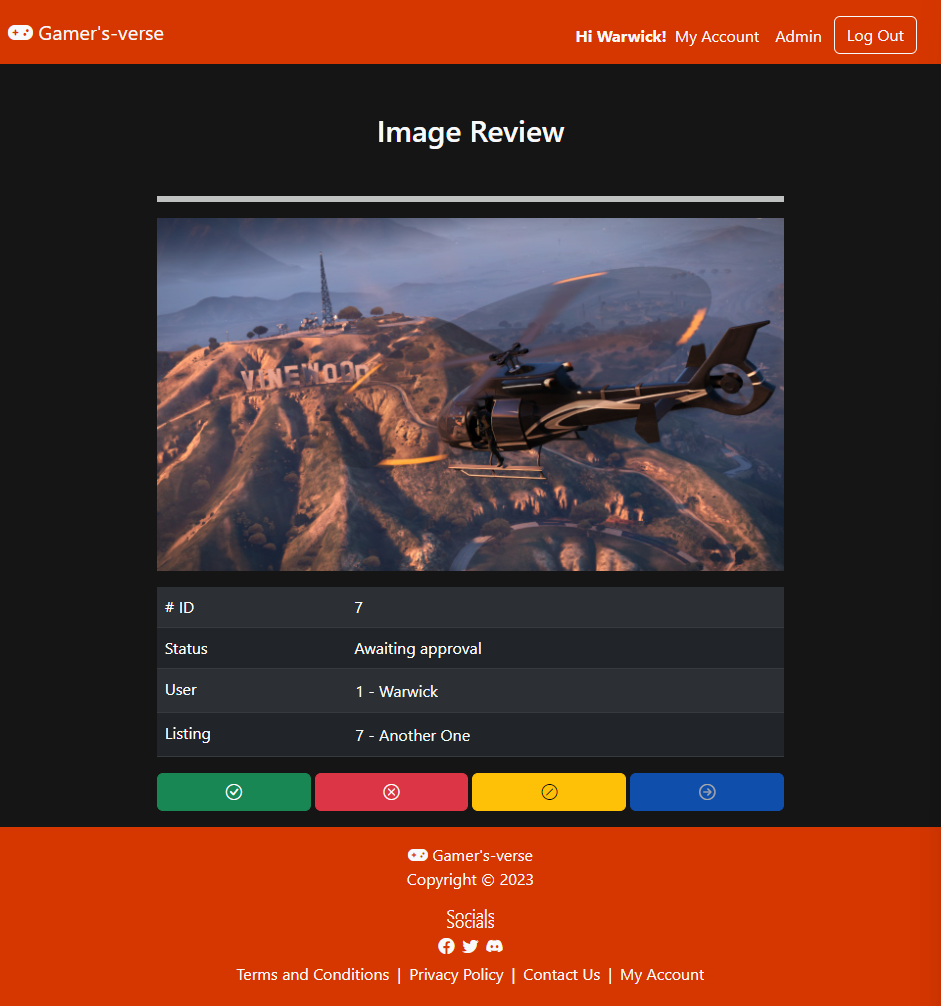 Gamer's-verse
Hi Warwick! My Account Admin Log Out
Image Review
VINEWOOD
# ID 7
Status Awaiting approval
User 1 - Warwick
Listing 7 - Another One
Gamer's-verse
Copyright © 2023
Socials
Socials
Terms and Conditions | Privacy Policy | Contact Us | My Account